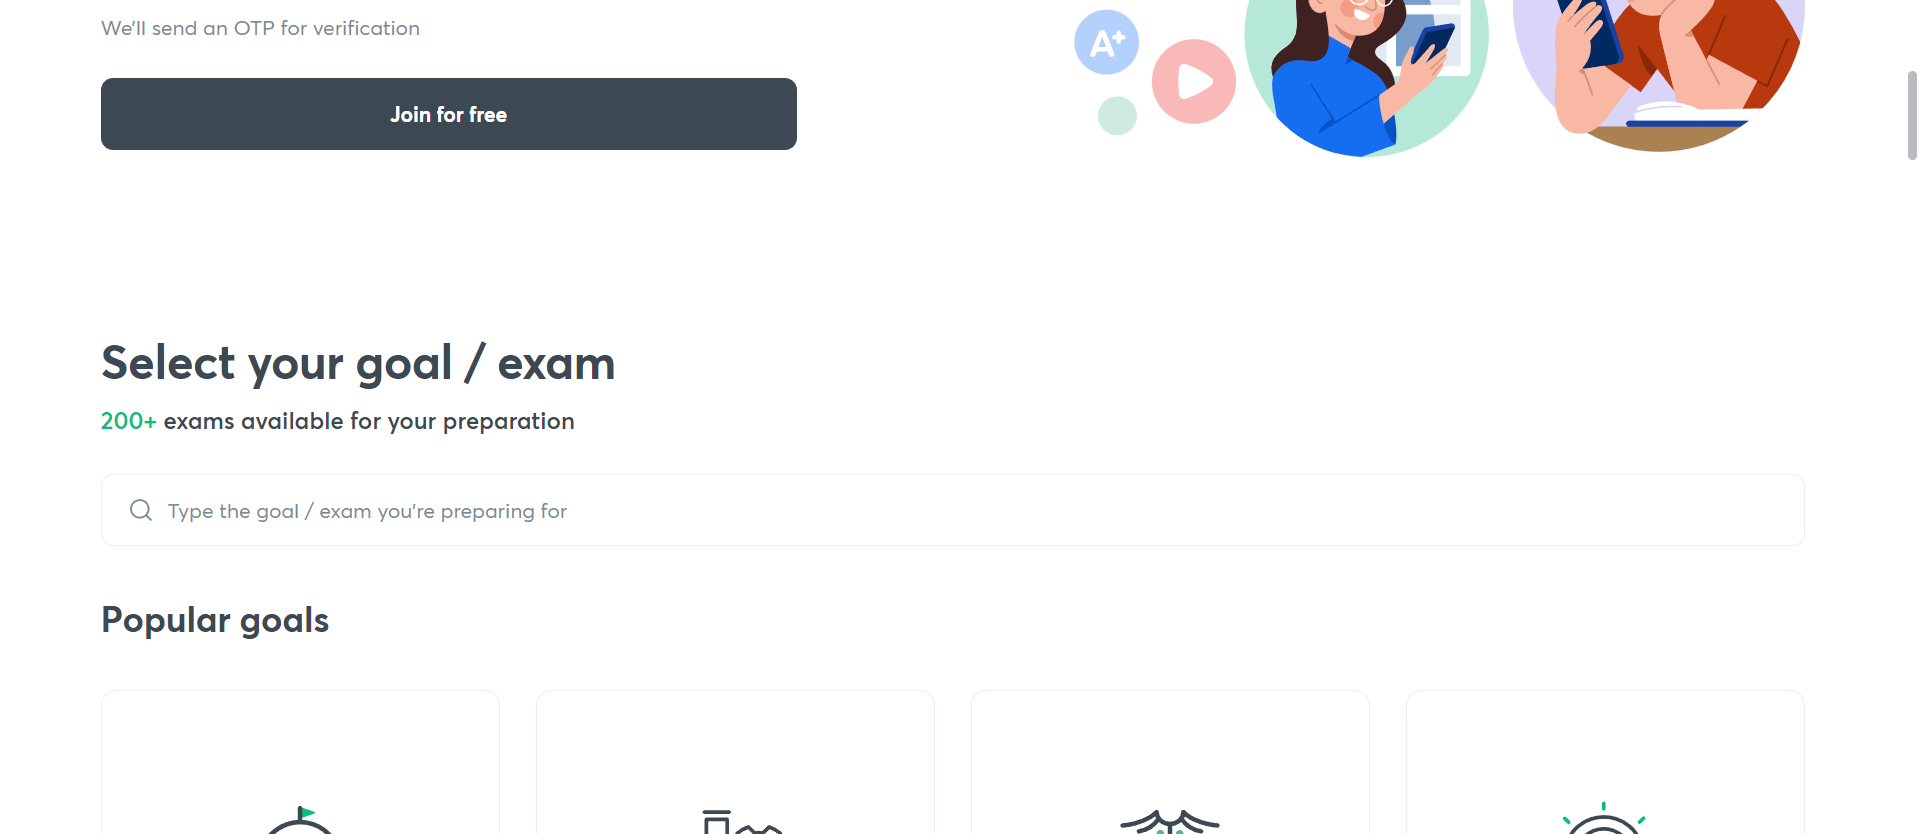 We'll send an OTP for verification
A+
Join for free
Select your goal / exam
200+ exams available for your preparation
Type the goal / exam you're preparing for
Popular goals